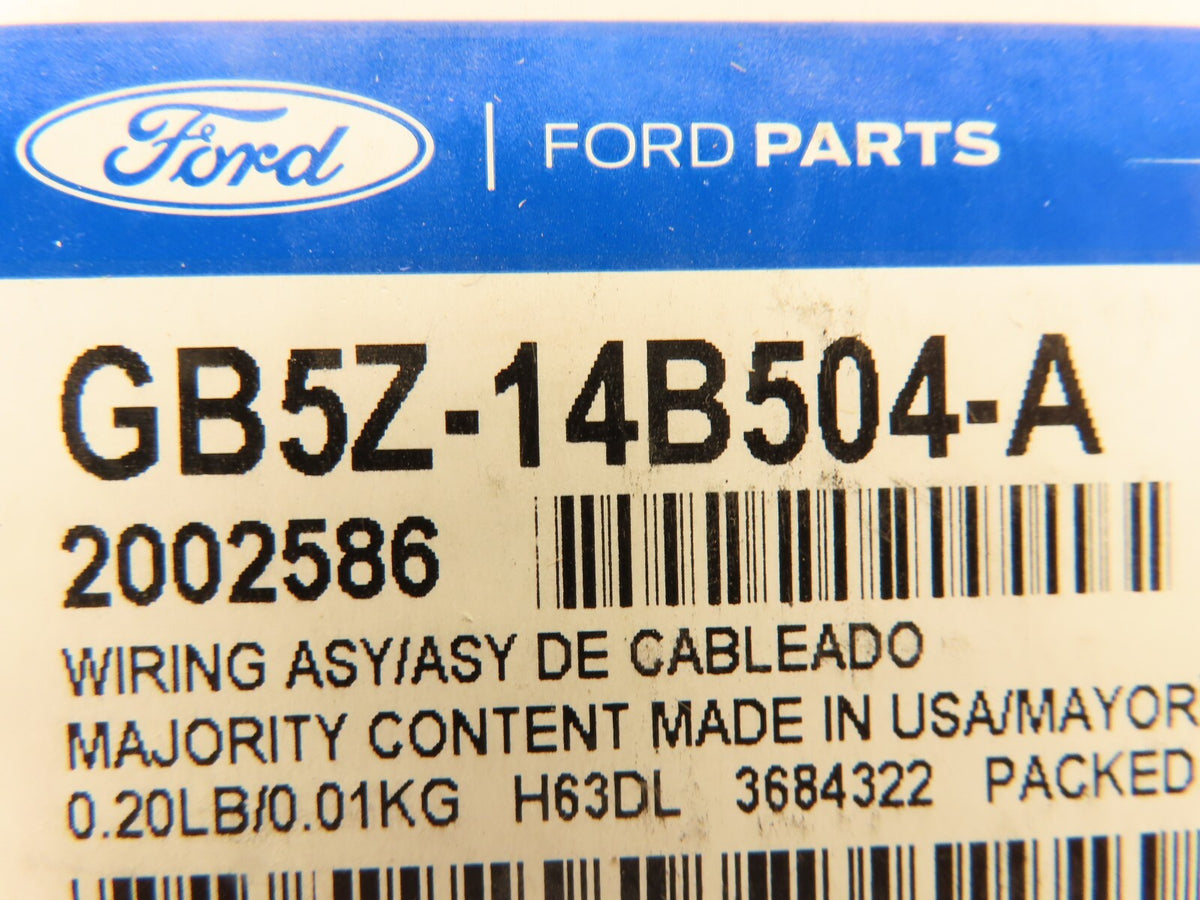 Ford | FORD PARTS
GB5Z-14B504-A
2002586
WIRING ASY/ASY DE CABLEADO
MAJORITY CONTENT MADE IN USA/MAYOR
0.20LB/0.01KG H63DL 3684322 PACKED